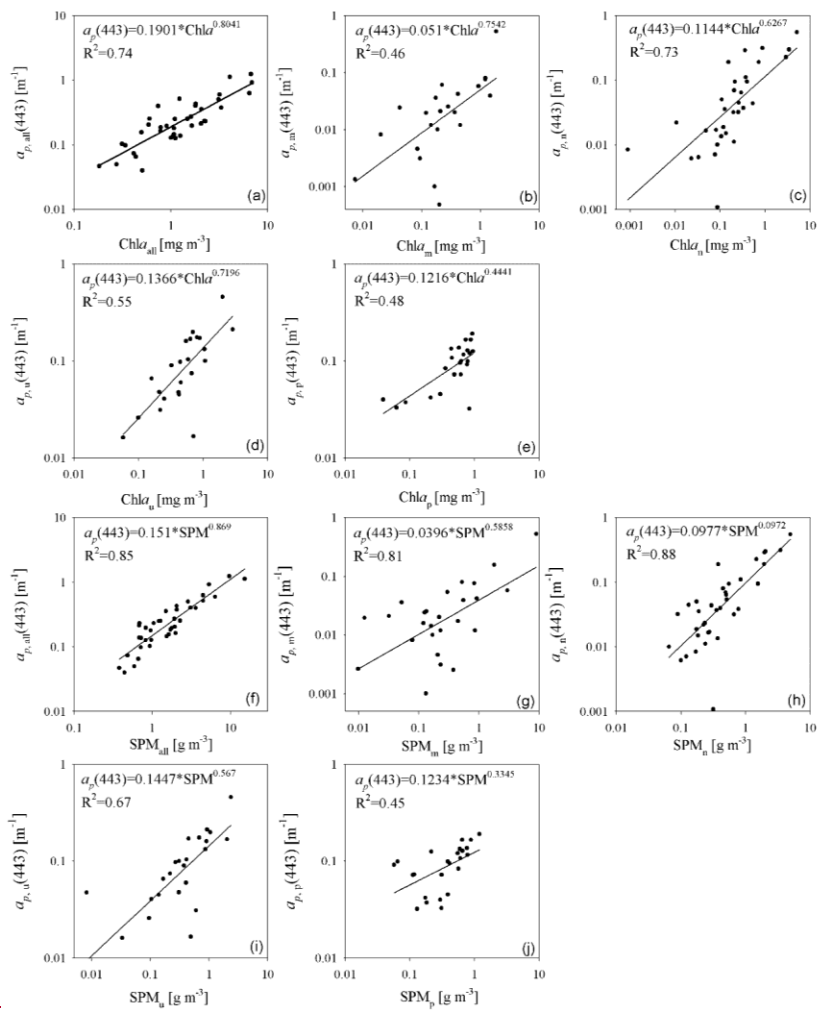 a_p(443)=0.1901*Chla^0.8041
R²=0.74
10
1
0.1
0.01
a_p, all(443) [m⁻¹]
0.1
1
10
Chla_all [mg m⁻³]
(a)
a_p(443)=0.051*Chla^0.7542
R²=0.46
1
0.1
0.01
0.001
a_p, m(443) [m⁻¹]
0.01
0.1
1
10
Chla_m [mg m⁻³]
(b)
a_p(443)=0.1144*Chla^0.6267
R²=0.73
1
0.1
0.01
0.001
a_p, n(443) [m⁻¹]
0.001
0.01
0.1
1
10
Chla_n [mg m⁻³]
(c)
a_p(443)=0.1366*Chla^0.7196
R²=0.55
1
0.1
0.01
a_p, u(443) [m⁻¹]
0.01
0.1
1
10
Chla_u [mg m⁻³]
(d)
a_p(443)=0.1216*Chla^0.4441
R²=0.48
1
0.1
0.01
a_p, p(443) [m⁻¹]
0.01
0.1
1
10
Chla_p [mg m⁻³]
(e)
a_p(443)=0.151*SPM^0.869
R²=0.85
10
1
0.1
0.01
a_p, all(443) [m⁻¹]
0.1
1
10
SPM_all [g m⁻³]
(f)
a_p(443)=0.0396*SPM^0.5858
R²=0.81
1
0.1
0.01
0.001
a_p, m(443) [m⁻¹]
0.01
0.1
1
10
SPM_m [g m⁻³]
(g)
a_p(443)=0.0977*SPM^0.0972
R²=0.88
1
0.1
0.01
0.001
a_p, n(443) [m⁻¹]
0.01
0.1
1
10
SPM_n [g m⁻³]
(h)
a_p(443)=0.1447*SPM^0.567
R²=0.67
1
0.1
0.01
a_p, u(443) [m⁻¹]
0.01
0.1
1
10
SPM_u [g m⁻³]
(i)
a_p(443)=0.1234*SPM^0.3345
R²=0.45
1
0.1
0.01
a_p, p(443) [m⁻¹]
0.01
0.1
1
10
SPM_p [g m⁻³]
(j)